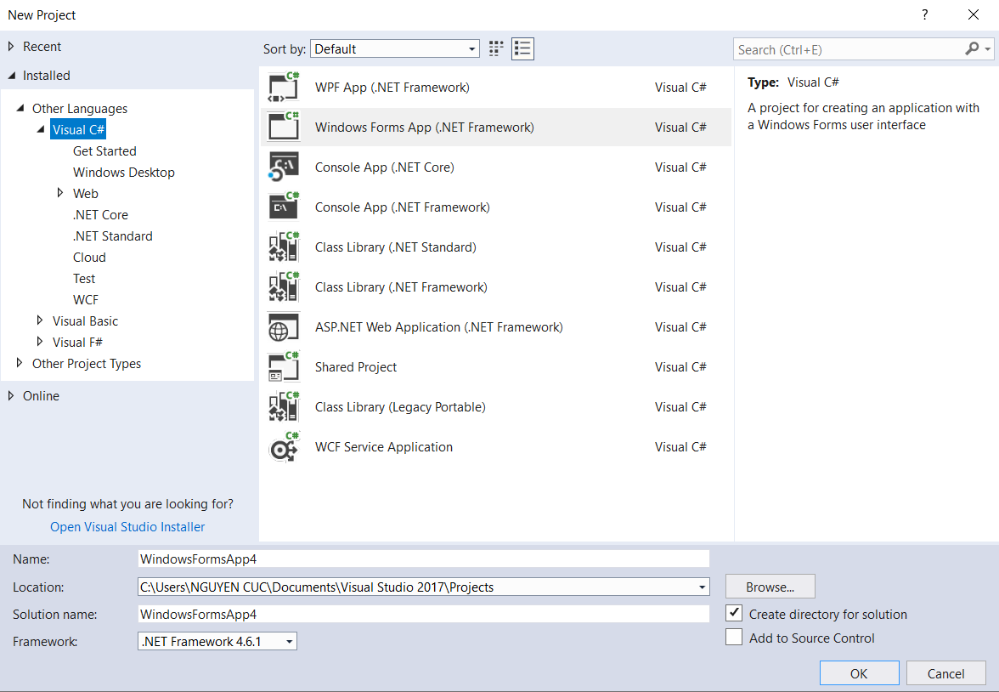 New Project
?
Recent
Installed
Other Languages
Visual C#
Get Started
Windows Desktop
Web
.NET Core
.NET Standard
Cloud
Test
WCF
Visual Basic
Visual F#
Other Project Types
Online
Not finding what you are looking for?
Open Visual Studio Installer
Sort by: Default
C# WPF App (.NET Framework) Visual C#
C# Windows Forms App (.NET Framework) Visual C#
C:\ Console App (.NET Core) Visual C#
C# C:\ Console App (.NET Framework) Visual C#
C# Class Library (.NET Standard) Visual C#
C# Class Library (.NET Framework) Visual C#
ASP.NET Web Application (.NET Framework) Visual C#
C# Shared Project Visual C#
C# Class Library (Legacy Portable) Visual C#
C# WCF Service Application Visual C#
Search (Ctrl+E)
Type: Visual C#
A project for creating an application with
a Windows Forms user interface
Name: WindowsFormsApp4
Location: C:\Users\NGUYEN CUC\Documents\Visual Studio 2017\Projects Browse...
Solution name: WindowsFormsApp4 Create directory for solution
Framework: .NET Framework 4.6.1 Add to Source Control
OK Cancel